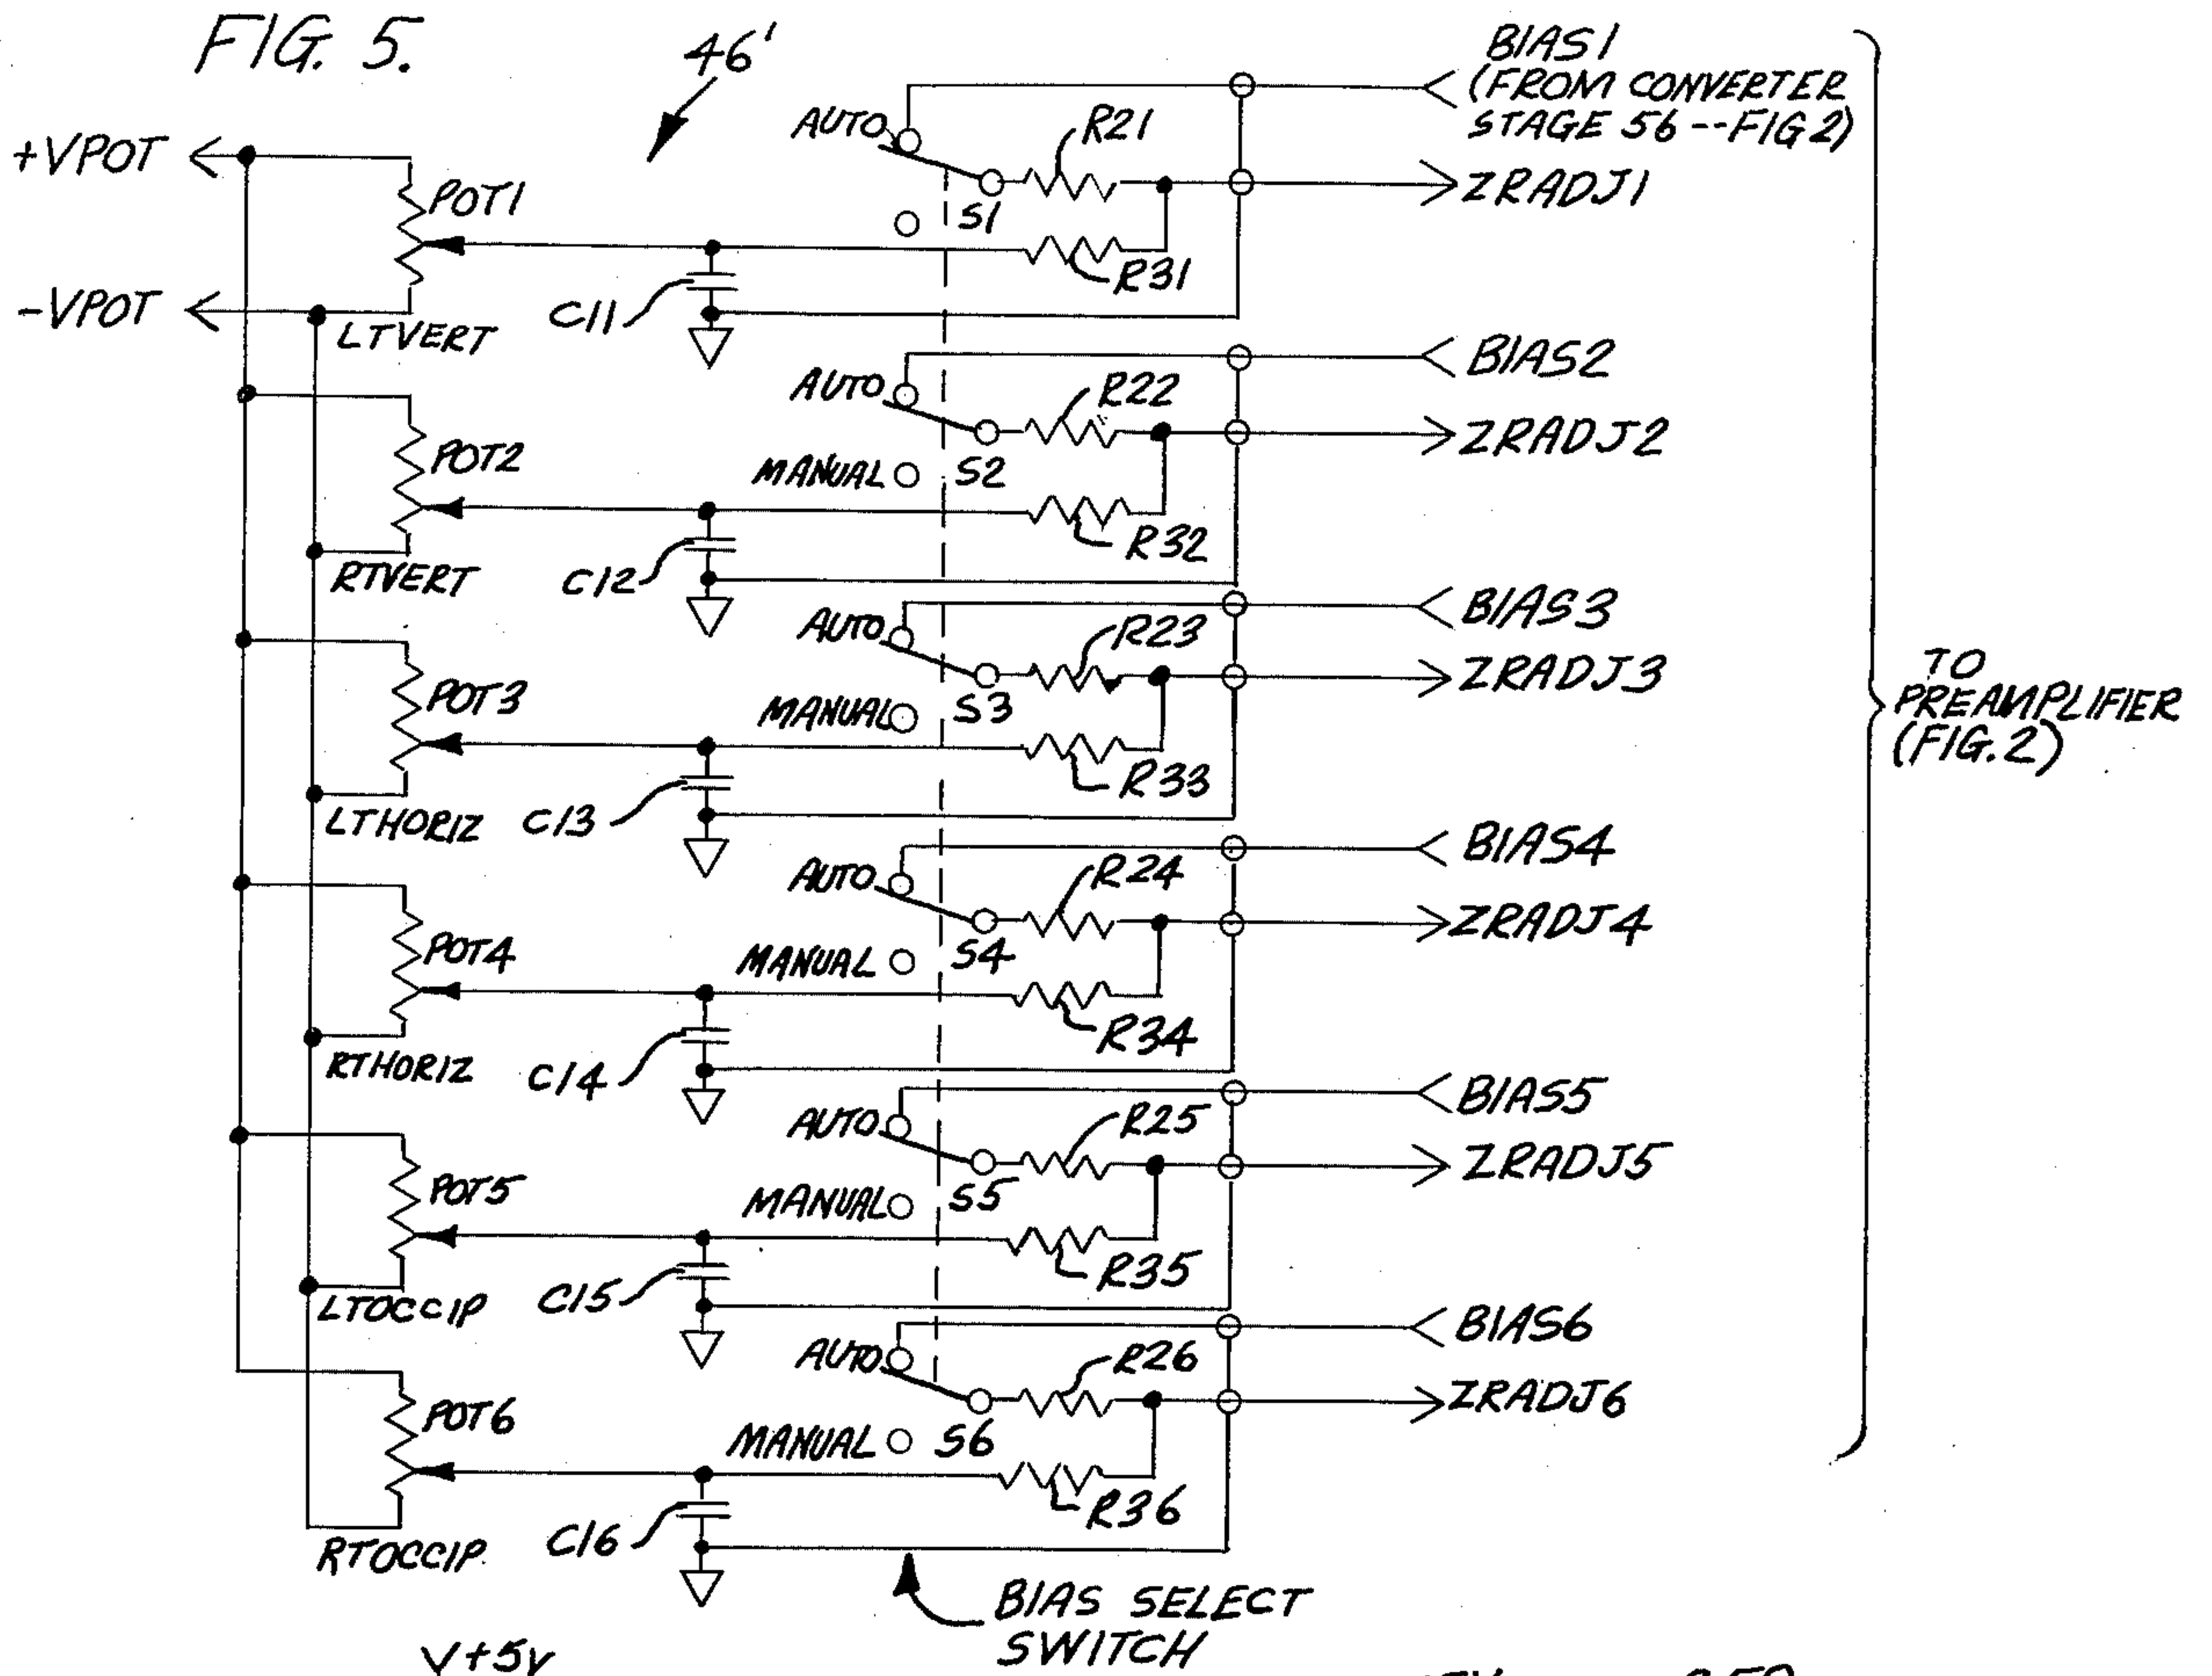 FIG. 5.
46'
BIAS1
(FROM CONVERTER
STAGE 56 -- FIG 2)
AUTO
R21
+VPOT
POT1
S1
ZRADJ1
R31
-VPOT
LTVERT
C11
BIAS2
AUTO
R22
ZRADJ2
POT2
MANUAL
S2
R32
RTVERT
C12
BIAS3
AUTO
R23
ZRADJ3
TO
PREAMPLIFIER
(FIG. 2)
POT3
MANUAL
S3
R33
LTHORIZ
C13
BIAS4
AUTO
R24
ZRADJ4
POT4
MANUAL
S4
R34
RTHORIZ
C14
BIAS5
AUTO
R25
ZRADJ5
POT5
MANUAL
S5
R35
LTOCCIP
C15
BIAS6
AUTO
R26
ZRADJ6
POT6
MANUAL
S6
R36
RTOCCIP
C16
BIAS SELECT
SWITCH
V+5V